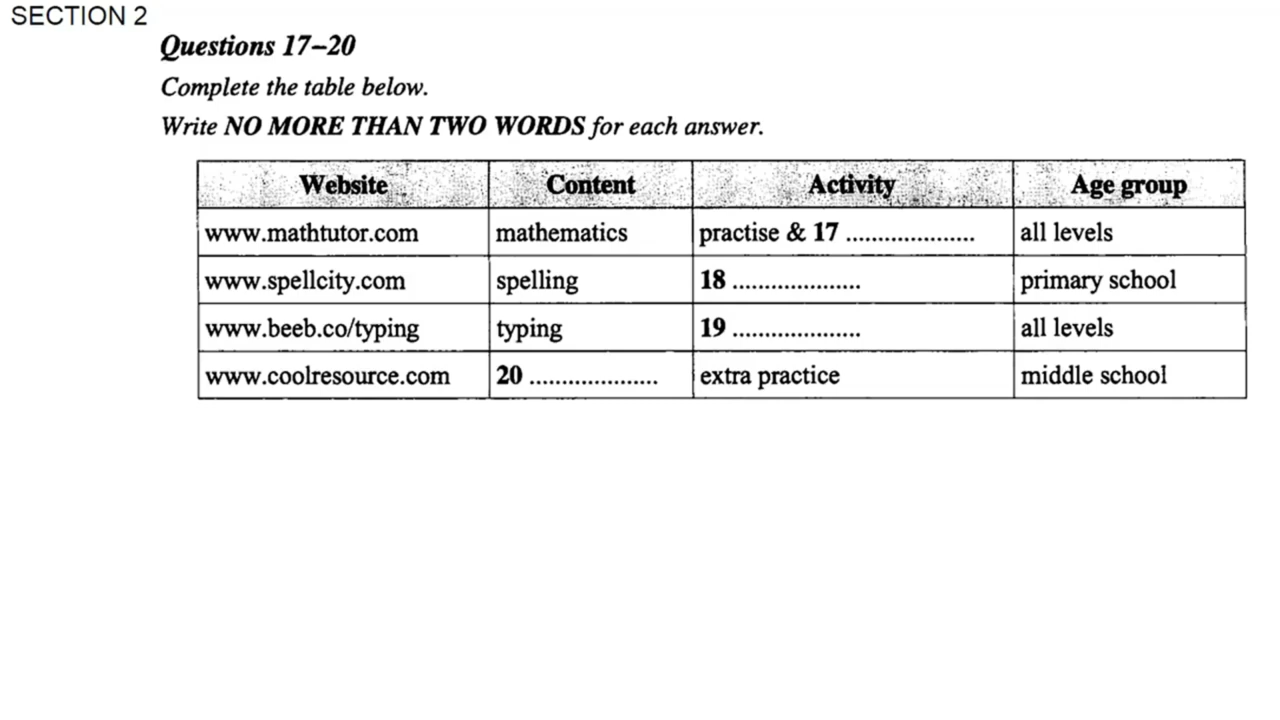 SECTION 2
Questions 17–20
Complete the table below.
Write NO MORE THAN TWO WORDS for each answer.
Website Content Activity Age group
www.mathtutor.com mathematics practise & 17 .................... all levels
www.spellcity.com spelling 18 .................... primary school
www.beeb.co/typing typing 19 .................... all levels
www.coolresource.com 20 .................... extra practice middle school